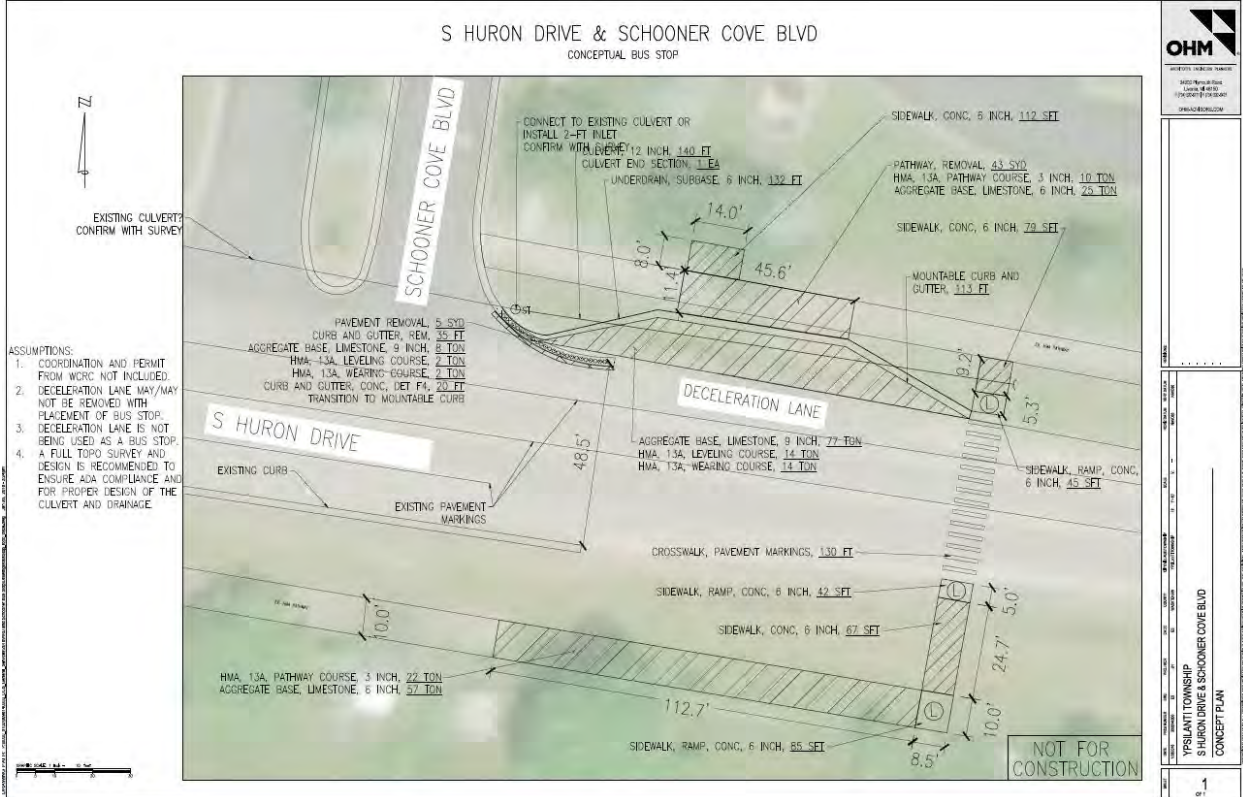 S HURON DRIVE & SCHOONER COVE BLVD
CONCEPTUAL BUS STOP
OHM
OHM-ADVISORS.COM
SCHOONER COVE BLVD
CONNECT TO EXISTING CULVERT OR
INSTALL 2-FT INLET
CONFIRM WITH SURVEY
CULVERT, 12 INCH, 140 FT
CULVERT END SECTION, 1 EA
UNDERDRAIN, SUBBASE, 6 INCH, 132 FT
SIDEWALK, CONC, 6 INCH, 112 SFT
PATHWAY, REMOVAL, 43 SYD
HMA, 13A, PATHWAY COURSE, 3 INCH, 10 TON
AGGREGATE BASE, LIMESTONE, 6 INCH, 25 TON
SIDEWALK, CONC, 6 INCH, 79 SFT
MOUNTABLE CURB AND
GUTTER, 113 FT
EXISTING CULVERT?
CONFIRM WITH SURVEY
14.0'
8.0'
11.4'
45.6'
9.2'
5.3'
ST
PAVEMENT REMOVAL, 5 SYD
CURB AND GUTTER, REM, 35 FT
AGGREGATE BASE, LIMESTONE, 9 INCH, 8 TON
HMA, 13A, LEVELING COURSE, 2 TON
HMA, 13A, WEARING COURSE, 2 TON
CURB AND GUTTER, CONC, DET F4, 20 FT
TRANSITION TO MOUNTABLE CURB
ASSUMPTIONS:
1. COORDINATION AND PERMIT
FROM WCRC NOT INCLUDED.
2. DECELERATION LANE MAY/MAY
NOT BE REMOVED WITH
PLACEMENT OF BUS STOP.
3. DECELERATION LANE IS NOT
BEING USED AS A BUS STOP.
4. A FULL TOPO SURVEY AND
DESIGN IS RECOMMENDED TO
ENSURE ADA COMPLIANCE AND
FOR PROPER DESIGN OF THE
CULVERT AND DRAINAGE
S HURON DRIVE
DECELERATION LANE
L
48.5'
AGGREGATE BASE, LIMESTONE, 9 INCH, 77 TON
HMA, 13A, LEVELING COURSE, 14 TON
HMA, 13A, WEARING COURSE, 14 TON
SIDEWALK, RAMP, CONC,
6 INCH, 45 SFT
EXISTING CURB
EXISTING PAVEMENT
MARKINGS
CROSSWALK, PAVEMENT MARKINGS, 130 FT
SIDEWALK, RAMP, CONC, 6 INCH, 42 SFT
L
5.0'
SIDEWALK, CONC, 6 INCH, 67 SFT
24.7'
10.0'
HMA, 13A, PATHWAY COURSE, 3 INCH, 22 TON
AGGREGATE BASE, LIMESTONE, 6 INCH, 57 TON
112.7'
L
10.0'
8.5'
SIDEWALK, RAMP, CONC, 6 INCH, 85 SFT
NOT FOR
CONSTRUCTION
YPSILANTI TOWNSHIP
S HURON DRIVE & SCHOONER COVE BLVD
CONCEPT PLAN
1
OF 1